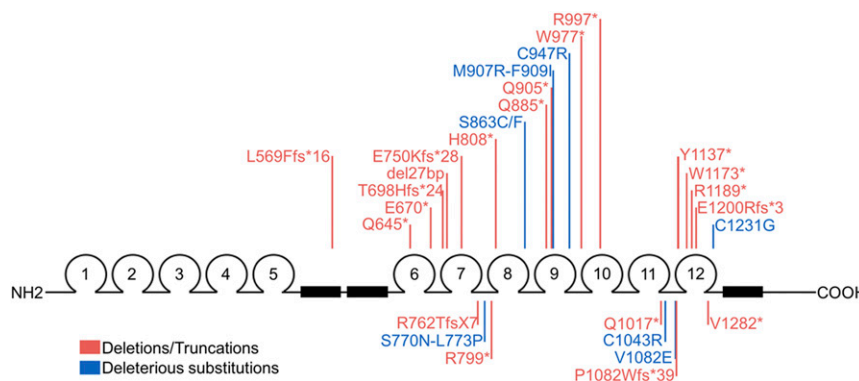 R997*
W977*
C947R
M907R-F909I
Q905*
Q885*
S863C/F
H808*
L569Ffs*16
E750Kfs*28
del27bp
T698Hfs*24
E670*
Q645*
Y1137*
W1173*
R1189*
E1200Rfs*3
C1231G
NH2
1
2
3
4
5
6
7
8
9
10
11
12
COOH
R762TfsX7
S770N-L773P
R799*
Q1017*
C1043R
V1082E
P1082Wfs*39
V1282*
Deletions/Truncations
Deleterious substitutions